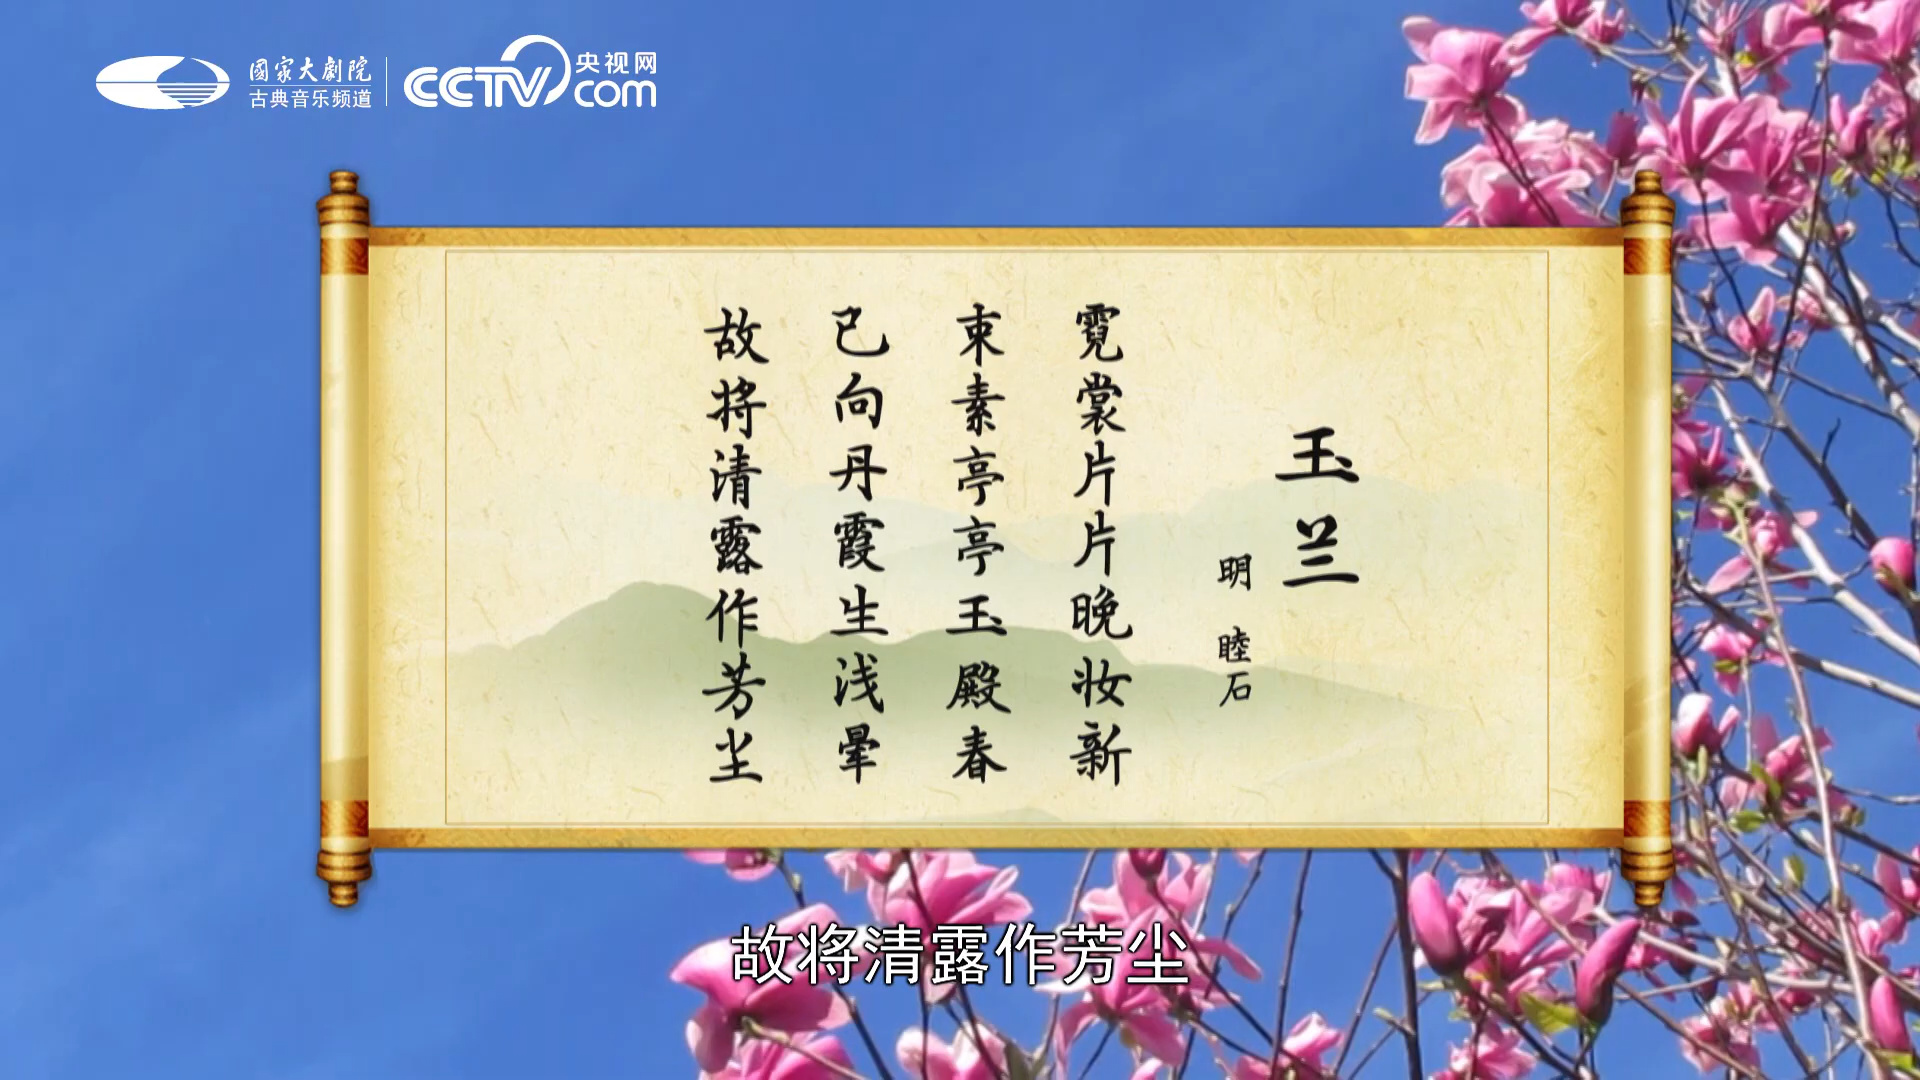 國家大劇院
古典音乐频道
CCTV 央视网
com
玉兰
明 睦石
霓裳片片晚妆新
束素亭亭玉殿春
已向丹霞生浅晕
故将清露作芳尘
故将清露作芳尘